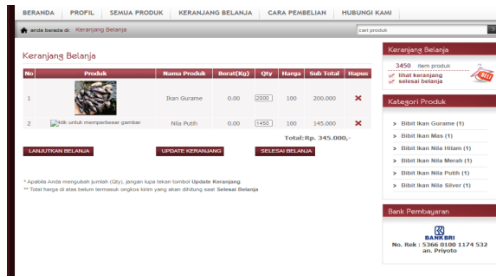 BERANDA PROFIL SEMUA PRODUK KERANJANG BELANJA CARA PEMBELIAN HUBUNGI KAMI
anda berada di: Keranjang Belanja
cari produk
Keranjang Belanja
No Produk Nama Produk Berat(Kg) Qty Harga Sub Total Hapus
1 Ikan Gurame 0.00 2000 100 200.000
2 klik untuk memperbesar gambar Nila Putih 0.00 1450 100 145.000
Total:Rp. 345.000,-
LANJUTKAN BELANJA UPDATE KERANJANG SELESAI BELANJA
* Apabila Anda mengubah jumlah (Qty), jangan lupa tekan tombol Update Keranjang
** Total harga di atas belum termasuk ongkos kirim yang akan dihitung saat Selesai Belanja
Keranjang Belanja
3450 item produk
lihat keranjang
selesai belanja
Kategori Produk
> Bibit Ikan Gurame (1)
> Bibit Ikan Mas (1)
> Bibit Ikan Nila Hitam (1)
> Bibit Ikan Nila Merah (1)
> Bibit Ikan Nila Putih (1)
> Bibit Ikan Nila Silver (1)
Bank Pembayaran
BANK BRI
No. Rek : 5366 0100 1174 532
an. Priyoto